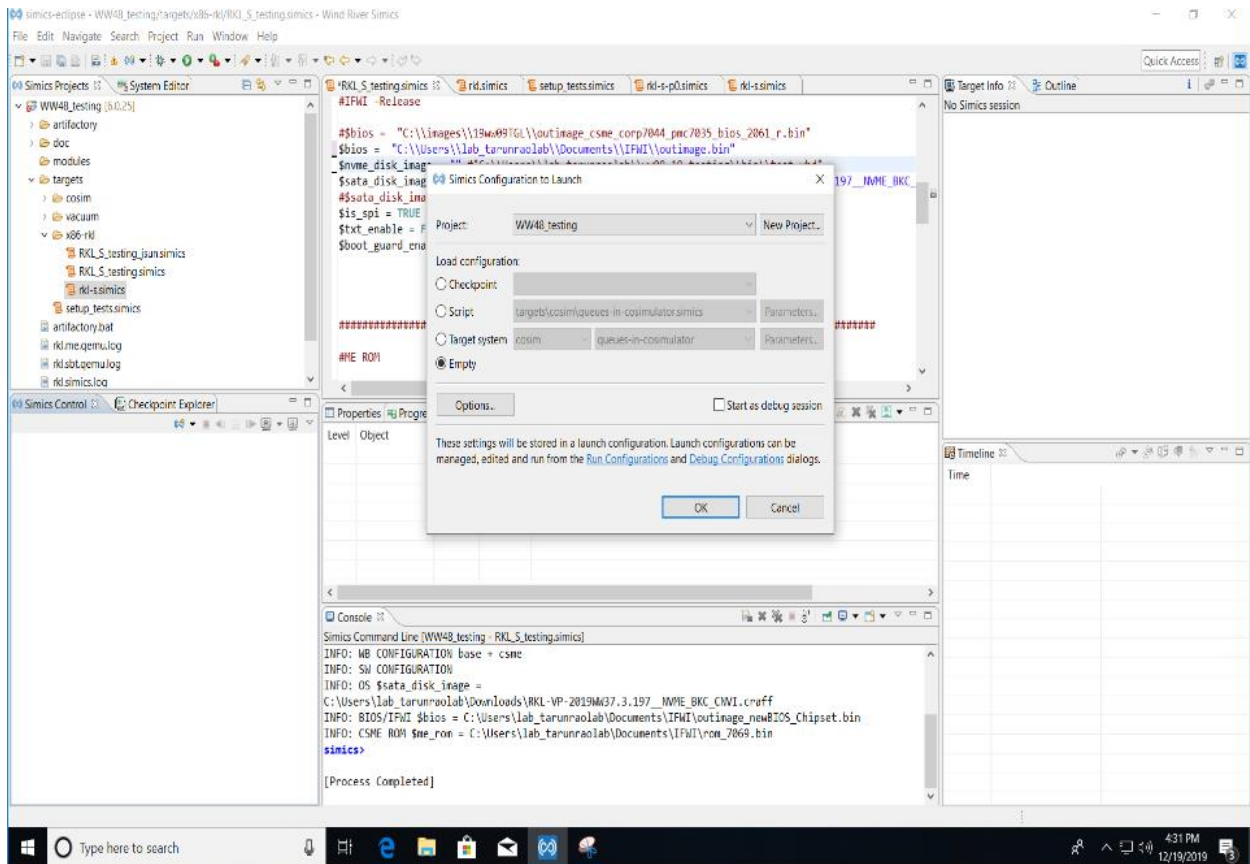 simics-eclipse - WW48_testing/targets/x86-rkl/RKL_S_testing.simics - Wind River Simics
File Edit Navigate Search Project Run Window Help
Quick Access
Simics Projects
System Editor
WW48_testing [6.0.25]
artifactory
doc
modules
targets
cosim
vacuum
x86-rkl
RKL_S_testing_jsun.simics
RKL_S_testing.simics
rkl-s.simics
setup_tests.simics
artifactory.bat
rkl.me.qemu.log
rkl.sbt.qemu.log
rkl.simics.log
*RKL_S_testing.simics
rkl.simics
setup_tests.simics
rkl-s-p0.simics
rkl-s.simics
#IFWI -Release
#$bios = "C:\\images\\19ww09TGL\\outimage_csme_corp7044_pmc7035_bios_2061_r.bin"
$bios = "C:\\Users\\lab_tarunraolab\\Documents\\IFWI\\outimage.bin"
$nvme_disk_image
$sata_disk_imag
197__NVME_BKC_
#$sata_disk_ima
$is_spi = TRUE
$txt_enable = F
$boot_guard_ena
#ME ROM
Simics Configuration to Launch
Project:
WW48_testing
New Project..
Load configuration:
Checkpoint
Script
targets\cosim\queues-in-cosimulator.simics
Parameters..
Target system
cosim
queues-in-cosimulator
Parameters..
Empty
Options..
Start as debug session
These settings will be stored in a launch configuration. Launch configurations can be
managed, edited and run from the Run Configurations and Debug Configurations dialogs.
OK
Cancel
Target Info
Outline
No Simics session
Simics Control
Checkpoint Explorer
Properties
Progre
Level Object
Timeline
Time
Console
Simics Command Line [WW48_testing - RKL_S_testing.simics]
INFO: WB CONFIGURATION base + csme
INFO: SW CONFIGURATION
INFO: OS $sata_disk_image =
C:\Users\lab_tarunraolab\Downloads\RKL-VP-2019WW37.3.197__NVME_BKC_CNVI.craff
INFO: BIOS/IFWI $bios = C:\Users\lab_tarunraolab\Documents\IFWI\outimage_newBIOS_Chipset.bin
INFO: CSME ROM $me_rom = C:\Users\lab_tarunraolab\Documents\IFWI\rom_7069.bin
simics>
[Process Completed]
Type here to search
4:31 PM
12/19/2019